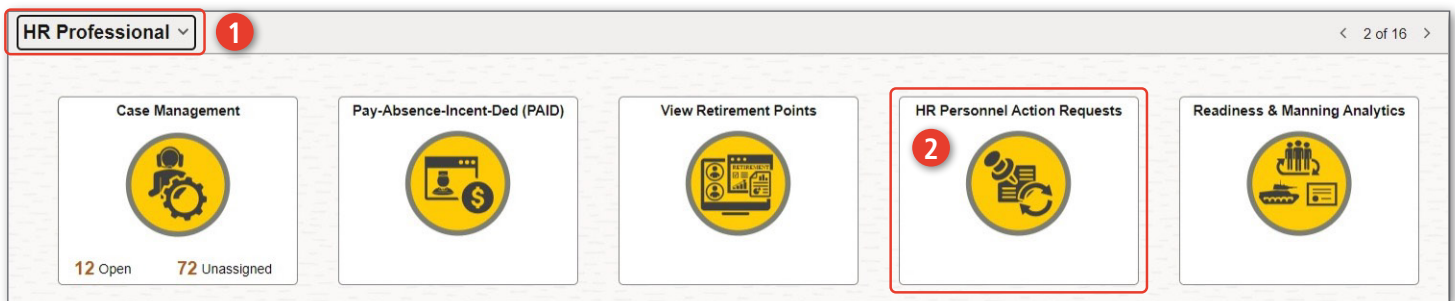 HR Professional
1
2 of 16
Case Management
12 Open 72 Unassigned
Pay-Absence-Incent-Ded (PAID)
View Retirement Points
RETIREMENT
HR Personnel Action Requests
2
Readiness & Manning Analytics